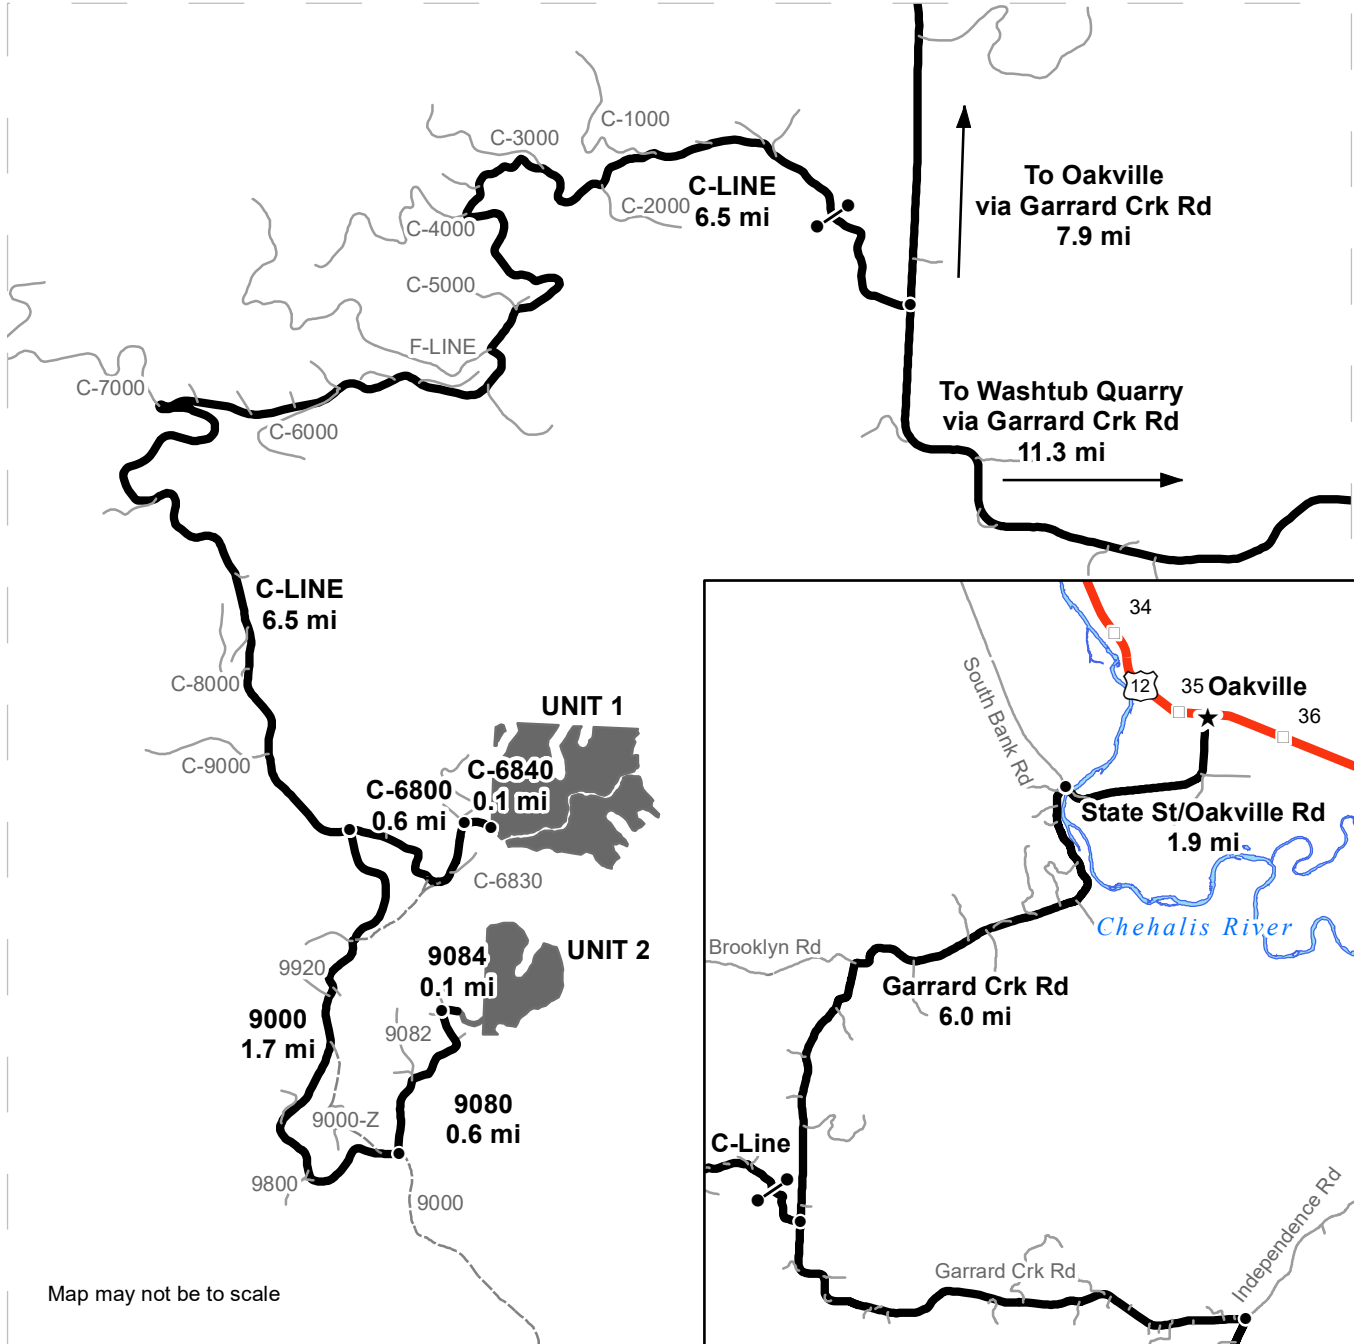 C-1000
C-3000
C-LINE
6.5 mi
C-2000
C-4000
To Oakville
via Garrard Crk Rd
7.9 mi
C-5000
F-LINE
C-7000
C-6000
To Washtub Quarry
via Garrard Crk Rd
11.3 mi
C-LINE
6.5 mi
C-8000
C-9000
UNIT 1
C-6840
0.1 mi
C-6800
0.6 mi
C-6830
UNIT 2
9084
0.1 mi
9920
9000
1.7 mi
9082
9080
0.6 mi
9000-Z
9800
9000
Map may not be to scale
34
12
35
Oakville
36
South Bank Rd
State St/Oakville Rd
1.9 mi
Chehalis River
Brooklyn Rd
Garrard Crk Rd
6.0 mi
C-Line
Garrard Crk Rd
Independence Rd